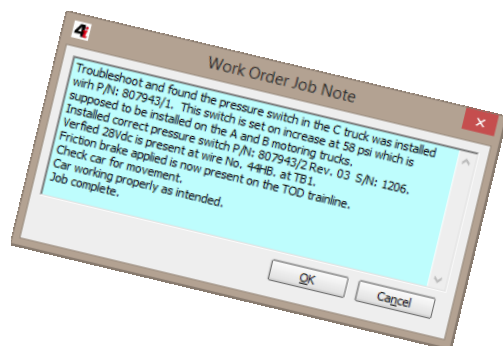 4i
Work Order Job Note
Troubleshoot and found the pressure switch in the C truck was installed
wirh P/N: 807943/1. This switch is set on increase at 58 psi which is
supposed to be installed on the A and B motoring trucks.
Installed correct pressure switch P/N: 807943/2 Rev. 03 S/N: 1206.
Verfied 28Vdc is present at wire No. 44HB. at TB1.
Friction brake applied is now present on the TOD trainline.
Check car for movement.
Car working properly as intended.
Job complete.
OK
Cancel